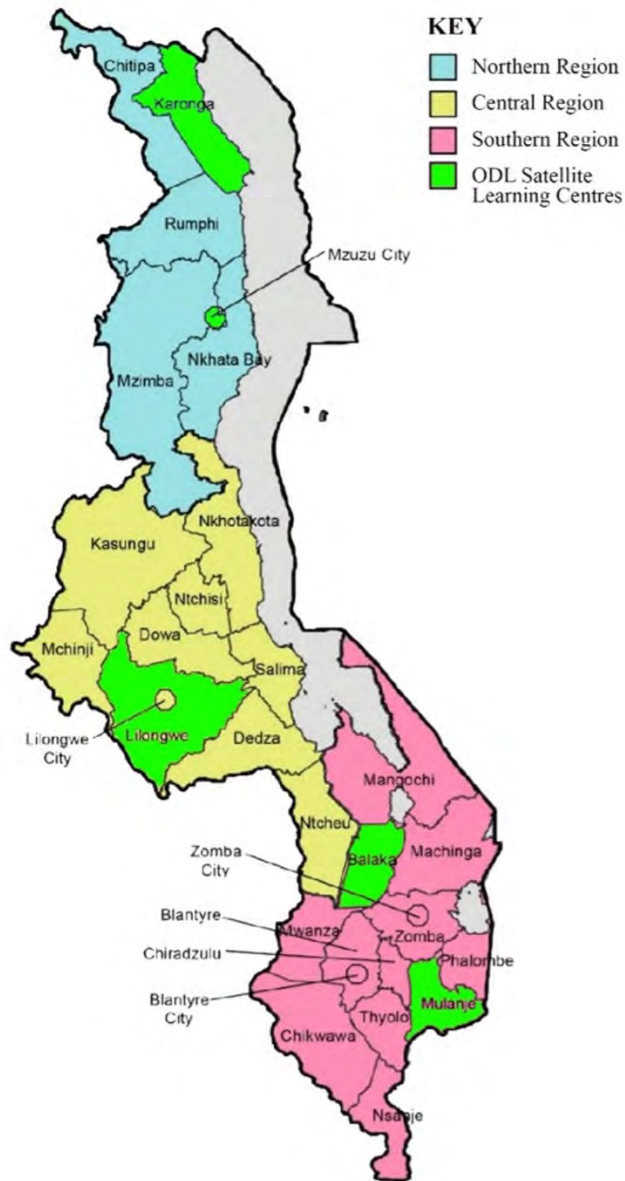 KEY
Northern Region
Central Region
Southern Region
ODL Satellite
Learning Centres
Chitipa
Karonga
Rumphi
Mzuzu City
Nkhata Bay
Mzimba
Nkhotakota
Kasungu
Ntchisi
Dowa
Mchinji
Salima
Lilongwe
Lilongwe
City
Dedza
Mangochi
Ntcheu
Balaka
Machinga
Zomba
City
Blantyre
Mwanza
Zomba
Chiradzulu
Phalombe
Blantyre
City
Mulanje
Thyolo
Chikwawa
Nsanje